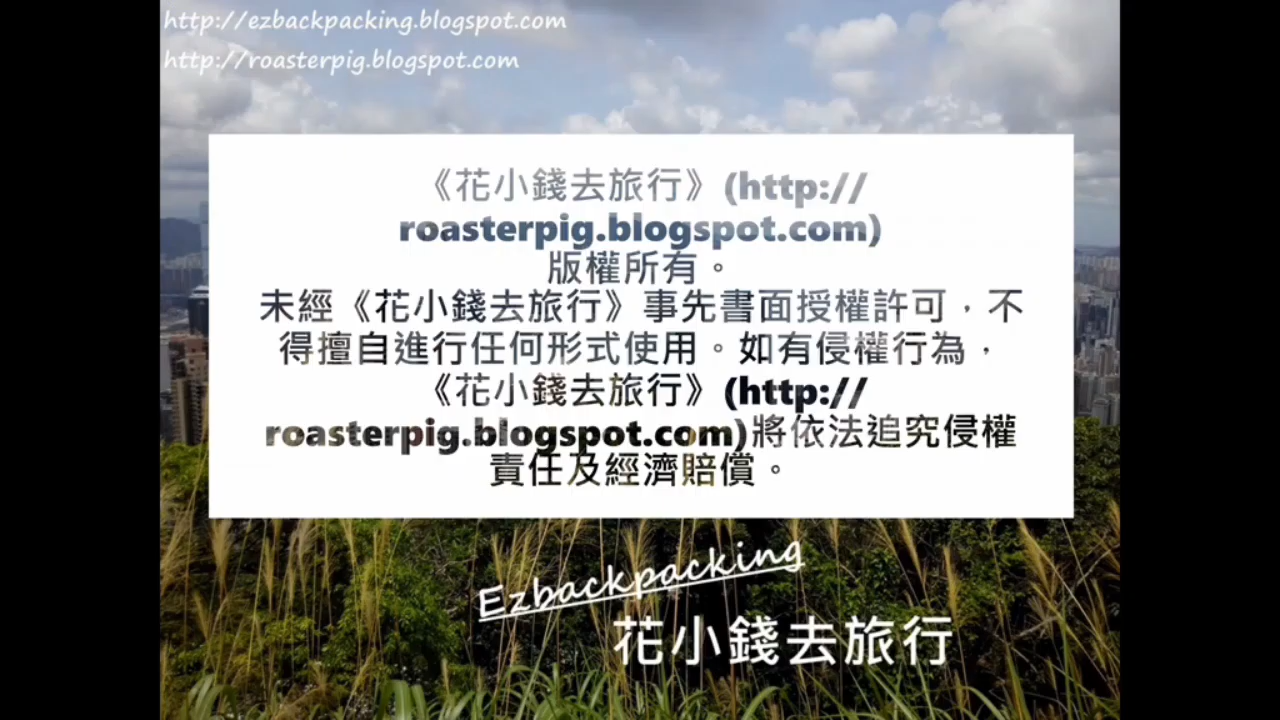 http://ezbackpacking.blogspot.com
http://roasterpig.blogspot.com
《花小錢去旅行》(http://
roasterpig.blogspot.com)
版權所有。
未經《花小錢去旅行》事先書面授權許可，不
得擅自進行任何形式使用。如有侵權行為，
《花小錢去旅行》(http://
roasterpig.blogspot.com)將依法追究侵權
責任及經濟賠償。
Ezbackpacking
花小錢去旅行